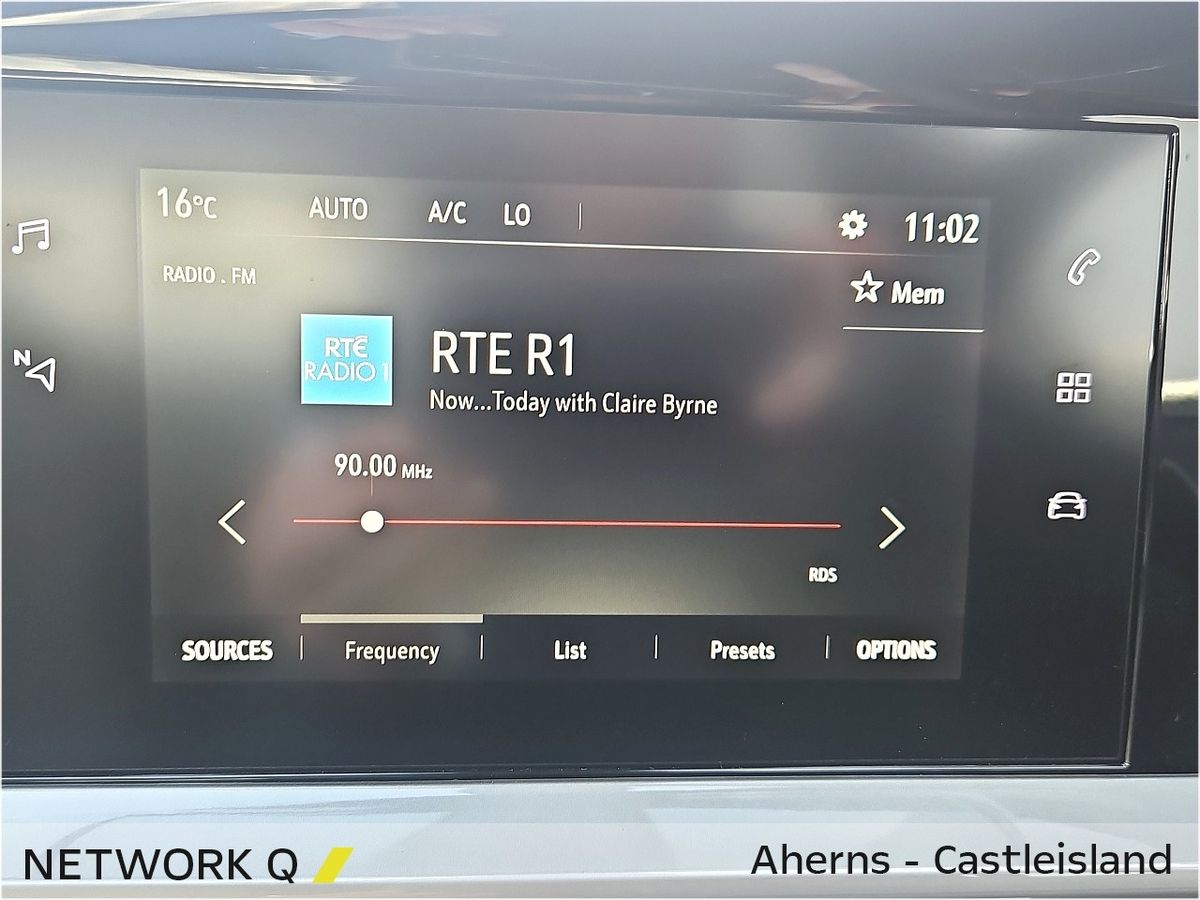 16°C AUTO A/C LO 11:02
RADIO . FM
Mem
RTÉ
RADIO 1
RTE R1
Now...Today with Claire Byrne
N
90.00 MHz
RDS
SOURCES Frequency List Presets OPTIONS
NETWORK Q Aherns - Castleisland